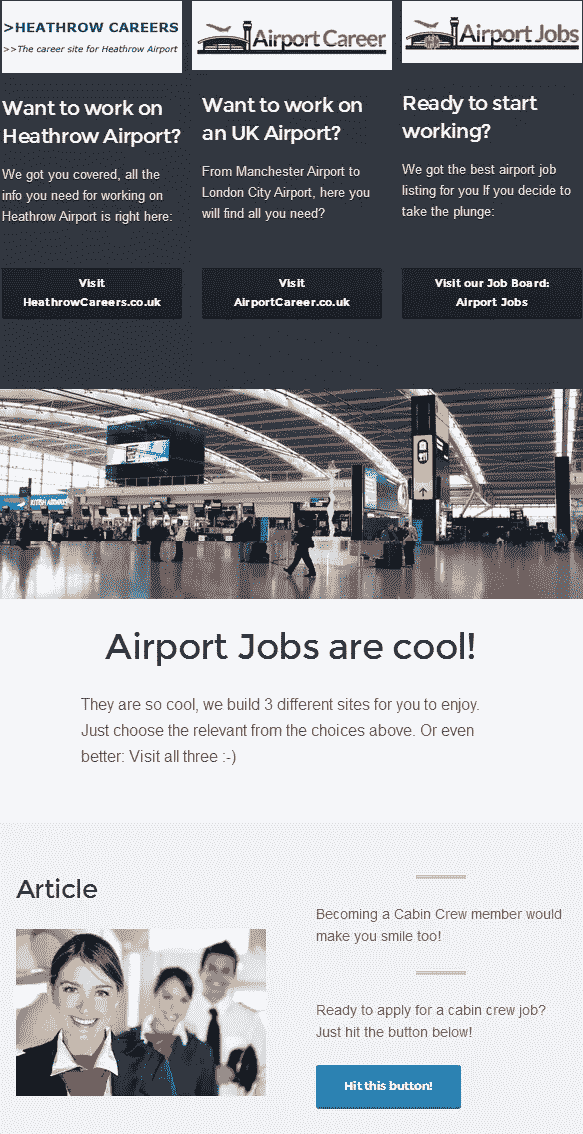 >HEATHROW CAREERS
>>The career site for Heathrow Airport
Want to work on
Heathrow Airport?
We got you covered, all the
info you need for working on
Heathrow Airport is right here:
Visit
HeathrowCareers.co.uk
Airport Career
Want to work on
an UK Airport?
From Manchester Airport to
London City Airport, here you
will find all you need?
Visit
AirportCareer.co.uk
Airport Jobs
Ready to start
working?
We got the best airport job
listing for you If you decide to
take the plunge:
Visit our Job Board:
Airport Jobs
BRITISH AIRWAYS
Airport Jobs are cool!
They are so cool, we build 3 different sites for you to enjoy.
Just choose the relevant from the choices above. Or even
better: Visit all three :-)
Article
Becoming a Cabin Crew member would
make you smile too!
Ready to apply for a cabin crew job?
Just hit the button below!
Hit this button!